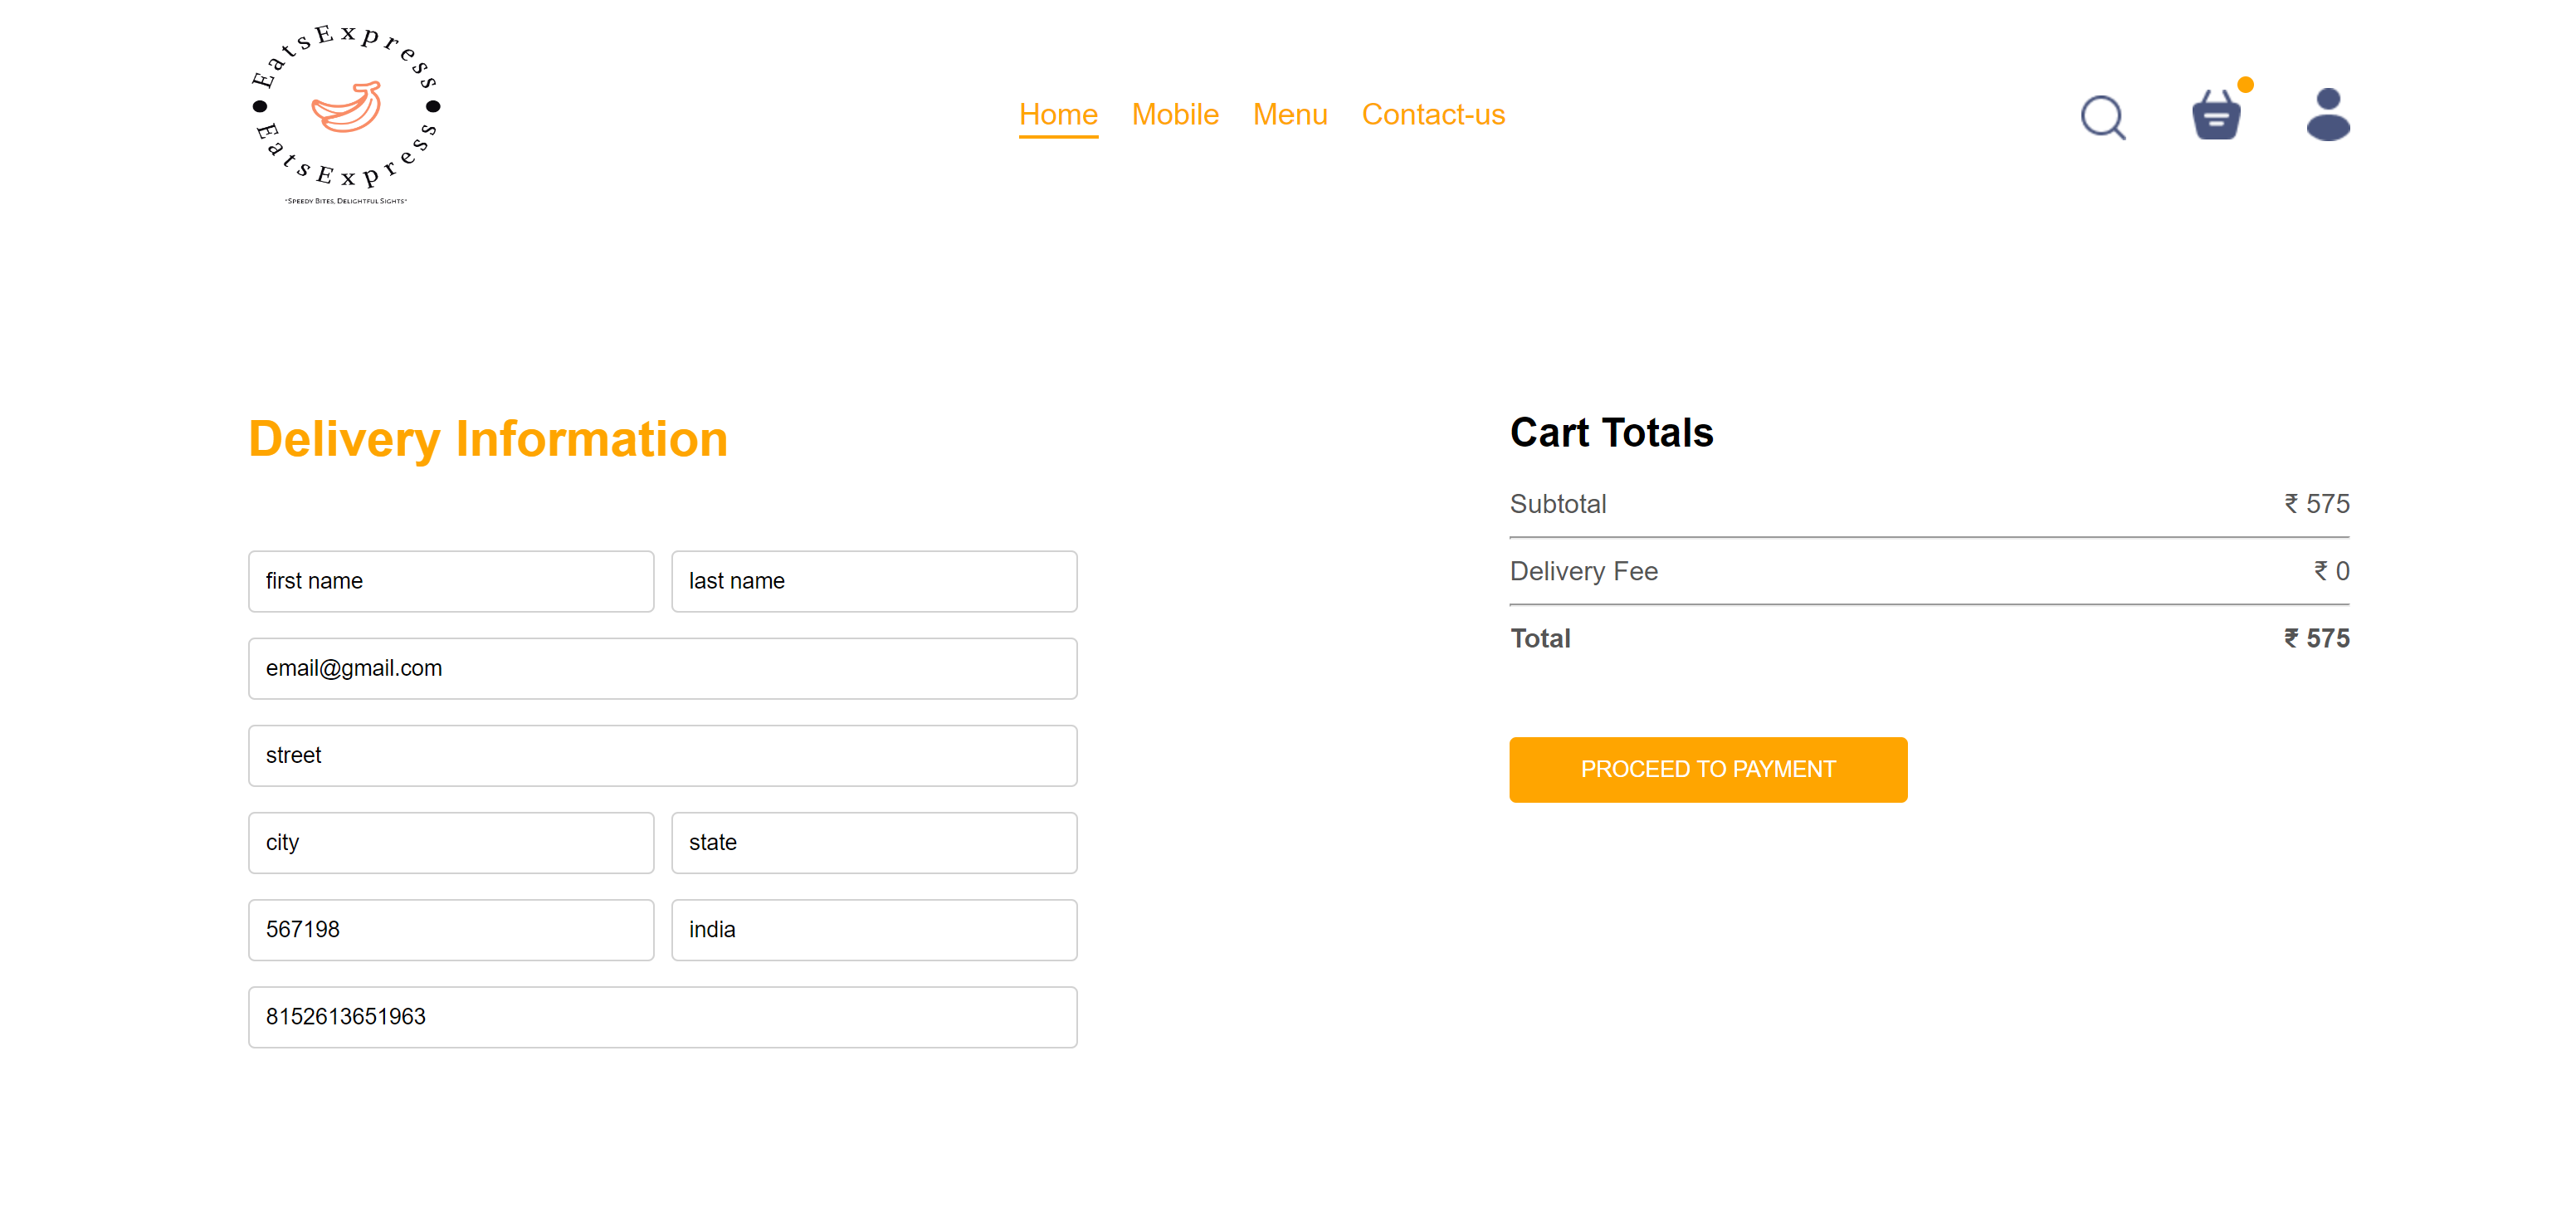 EatsExpress
EatsExpress
"Speedy Bites, Delightful Sights"
Home Mobile Menu Contact-us
Delivery Information
first name last name
email@gmail.com
street
city state
567198 india
8152613651963
Cart Totals
Subtotal ₹ 575
Delivery Fee ₹ 0
Total ₹ 575
PROCEED TO PAYMENT